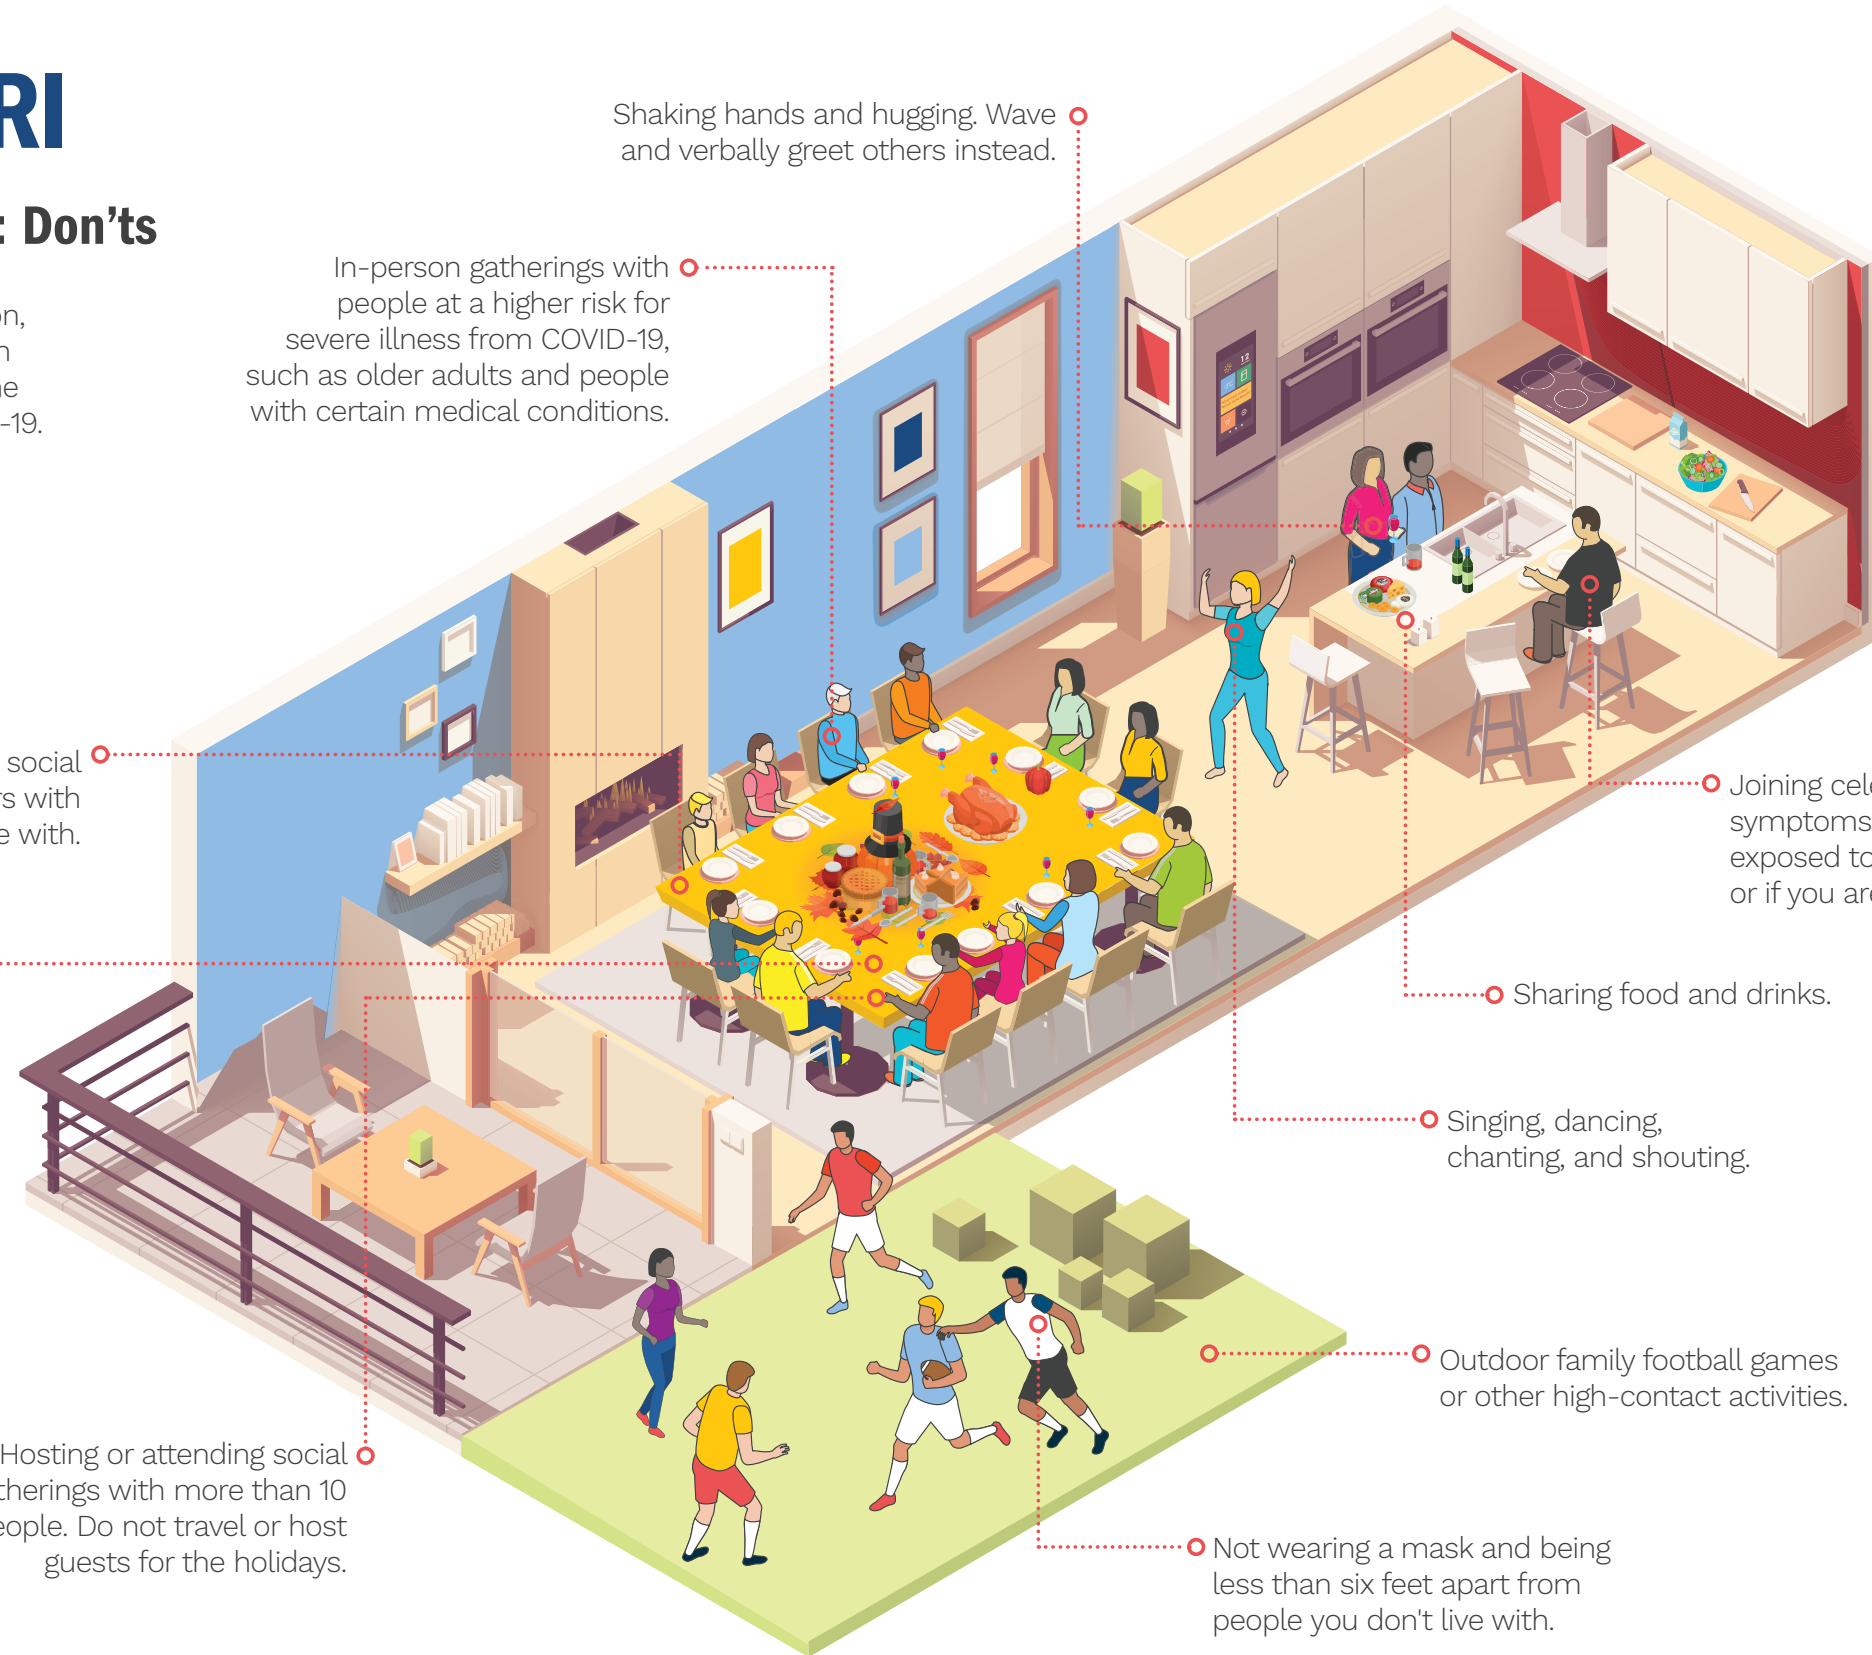 RI
: Don'ts
on,
-19.
Shaking hands and hugging. Wave
and verbally greet others instead.
In-person gatherings with
people at a higher risk for
severe illness from COVID-19,
such as older adults and people
with certain medical conditions.
social
with
with.
Joining
symptoms
exposed to
or if you are
Sharing food and drinks.
Singing, dancing,
chanting, and shouting.
Outdoor family football games
or other high-contact activities.
Hosting or attending social
therings with more than 10
eople. Do not travel or host
guests for the holidays.
Not wearing a mask and being
less than six feet apart from
people you don't live with.
12